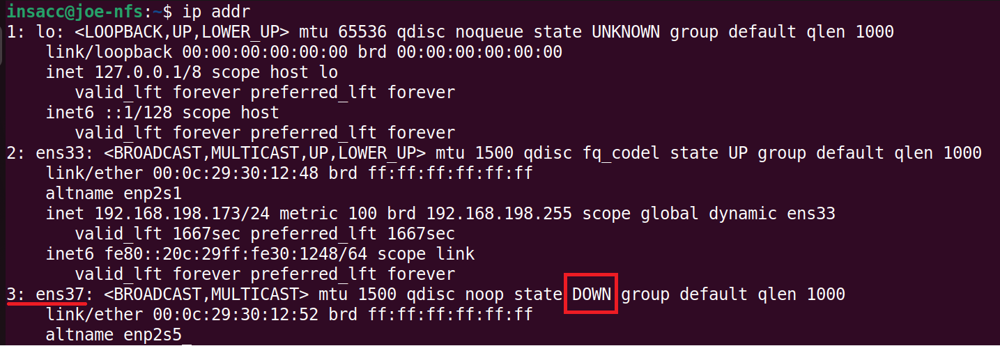 insacc@joe-nfs:~$ ip addr
1: lo: <LOOPBACK,UP,LOWER_UP> mtu 65536 qdisc noqueue state UNKNOWN group default qlen 1000
    link/loopback 00:00:00:00:00:00 brd 00:00:00:00:00:00
    inet 127.0.0.1/8 scope host lo
       valid_lft forever preferred_lft forever
    inet6 ::1/128 scope host
       valid_lft forever preferred_lft forever
2: ens33: <BROADCAST,MULTICAST,UP,LOWER_UP> mtu 1500 qdisc fq_codel state UP group default qlen 1000
    link/ether 00:0c:29:30:12:48 brd ff:ff:ff:ff:ff:ff
    altname enp2s1
    inet 192.168.198.173/24 metric 100 brd 192.168.198.255 scope global dynamic ens33
       valid_lft 1667sec preferred_lft 1667sec
    inet6 fe80::20c:29ff:fe30:1248/64 scope link
       valid_lft forever preferred_lft forever
3: ens37: <BROADCAST,MULTICAST> mtu 1500 qdisc noop state DOWN group default qlen 1000
    link/ether 00:0c:29:30:12:52 brd ff:ff:ff:ff:ff:ff
    altname enp2s5